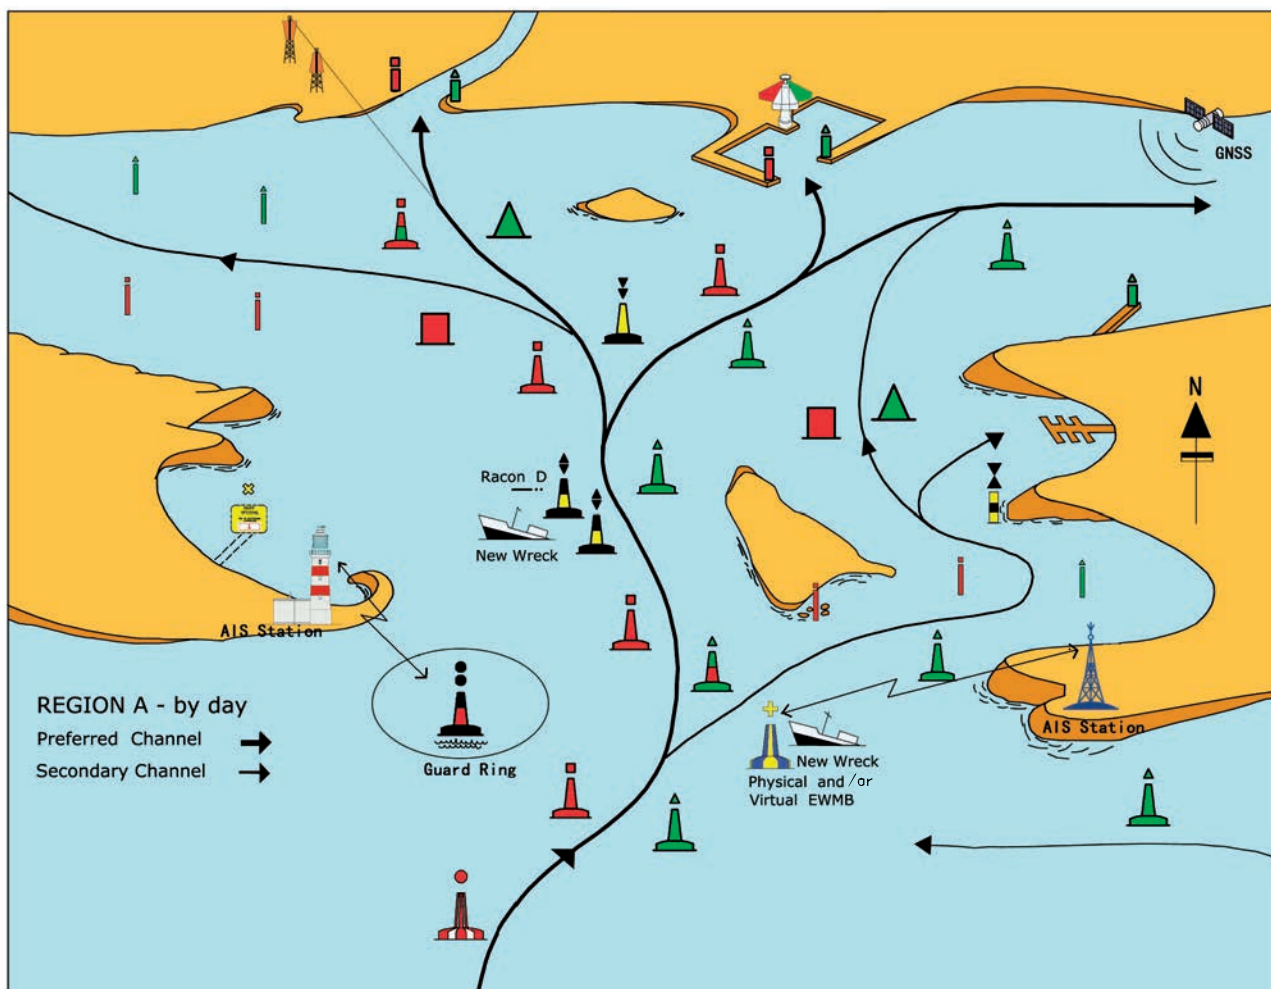 GNSS
N
Racon D
New Wreck
AIS Station
REGION A - by day
Preferred Channel
Secondary Channel
Guard Ring
New Wreck
Physical and/or
Virtual EWMB
AIS Station